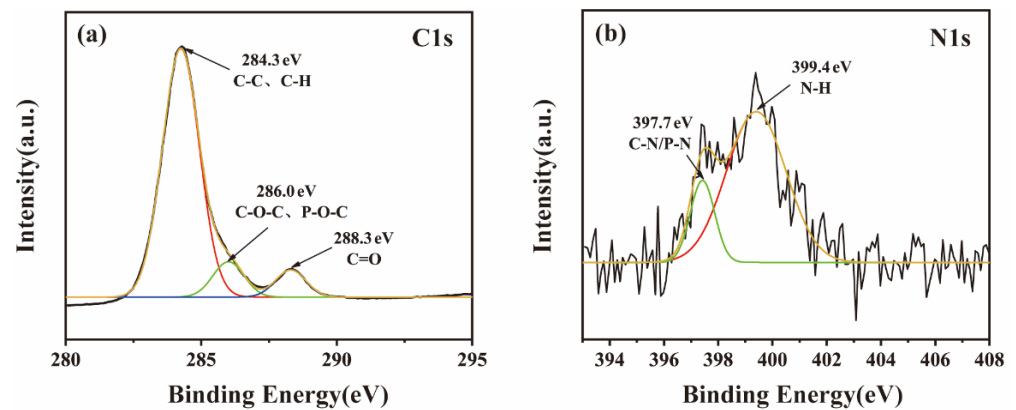 (a)
C1s
284.3 eV
C-C、C-H
286.0 eV
C-O-C、P-O-C
288.3 eV
C=O
Intensity(a.u.)
280 285 290 295
Binding Energy(eV)
(b)
N1s
399.4 eV
N-H
397.7 eV
C-N/P-N
Intensity(a.u.)
394 396 398 400 402 404 406 408
Binding Energy(eV)